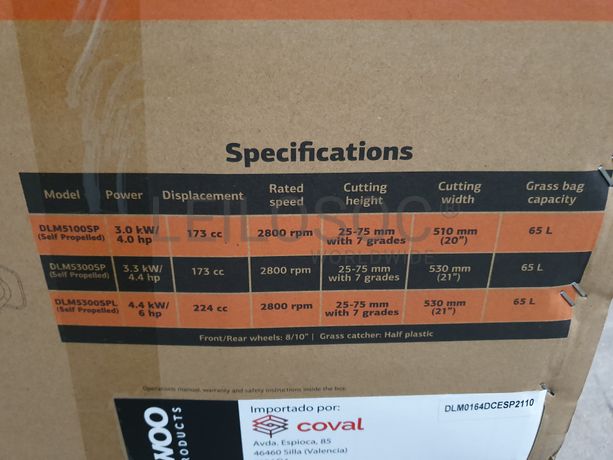 Specifications
Model Power Displacement Rated speed Cutting height Cutting width Grass bag capacity
DLM5100SP (Self Propelled) 3.0 kW/ 4.0 hp 173 cc 2800 rpm 25-75 mm with 7 grades 510 mm (20") 65 L
DLM5300SP (Self Propelled) 3.3 kW/ 4.4 hp 173 cc 2800 rpm 25-75 mm with 7 grades 530 mm (21") 65 L
DLM5300SPL (Self Propelled) 4.4 kW/ 6 hp 224 cc 2800 rpm 25-75 mm with 7 grades 530 mm (21") 65 L
Front/Rear wheels: 8/10" | Grass catcher: Half plastic
LEILOSOC®
WORLDWIDE
Operation manual, warranty and safety instructions inside the box.
WOO
PRODUCTS
Importado por:
coval
Avda. Espioca, 85
46460 Silla (Valencia)
DLM0164DCESP2110